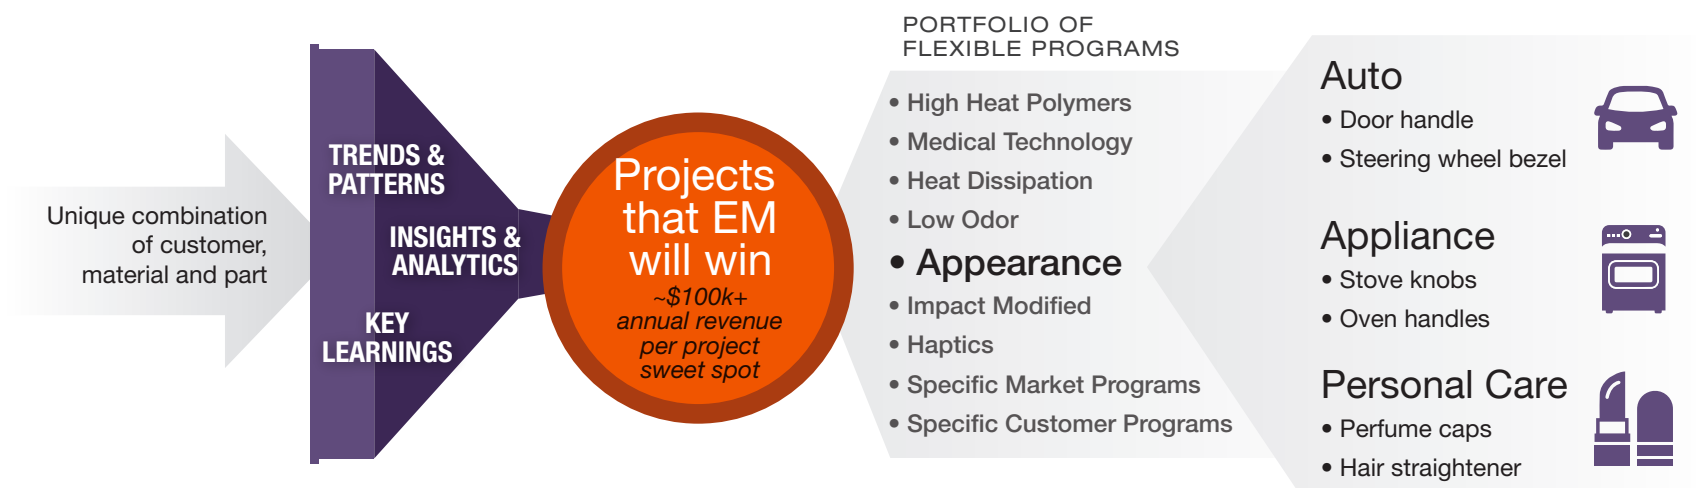 Unique combination
of customer,
material and part
TRENDS &
PATTERNS
INSIGHTS &
ANALYTICS
KEY
LEARNINGS
Projects
that EM
will win
~$100k+
annual revenue
per project
sweet spot
PORTFOLIO OF
FLEXIBLE PROGRAMS
• High Heat Polymers
• Medical Technology
• Heat Dissipation
• Low Odor
• Appearance
• Impact Modified
• Haptics
• Specific Market Programs
• Specific Customer Programs
Auto
• Door handle
• Steering wheel bezel
Appliance
• Stove knobs
• Oven handles
Personal Care
• Perfume caps
• Hair straightener